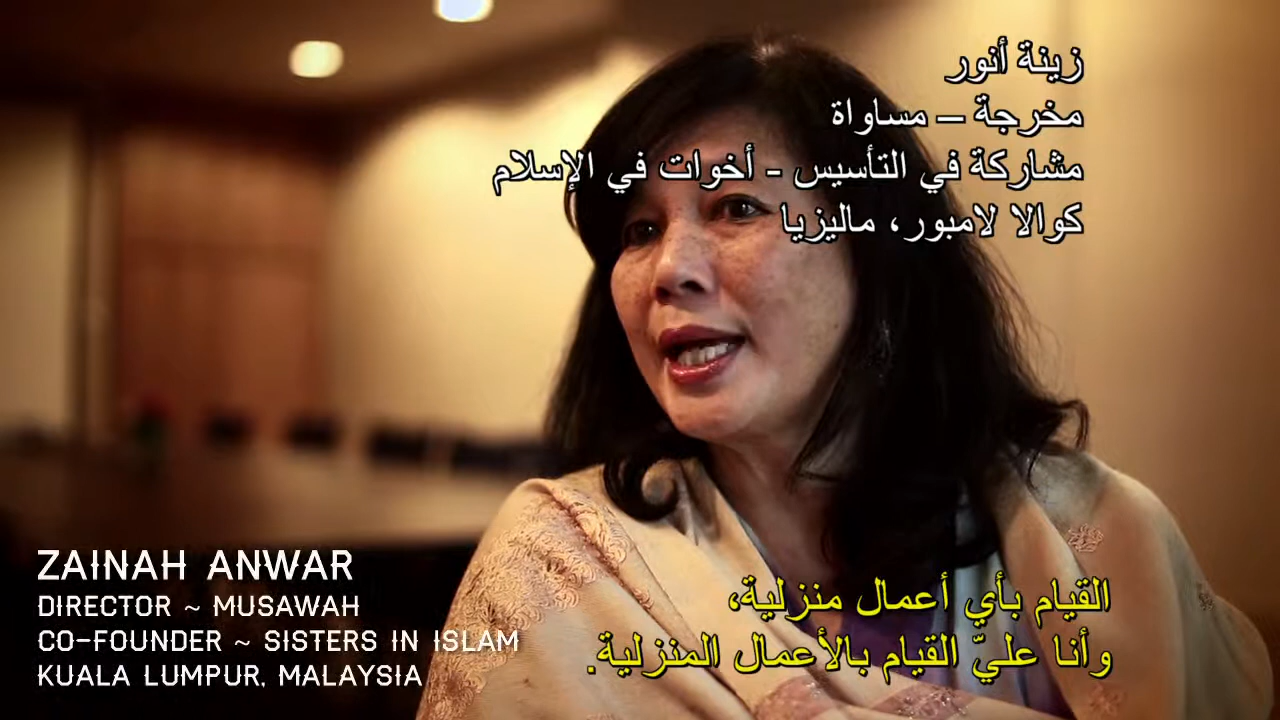 زينة أنور
مخرجة – مساواة
مشاركة في التأسيس - أخوات في الإسلام
كوالا لامبور، ماليزيا
ZAINAH ANWAR
DIRECTOR ~ MUSAWAH
CO-FOUNDER ~ SISTERS IN ISLAM
KUALA LUMPUR, MALAYSIA
القيام بأي أعمال منزلية،
وأنا عليّ القيام بالأعمال المنزلية.